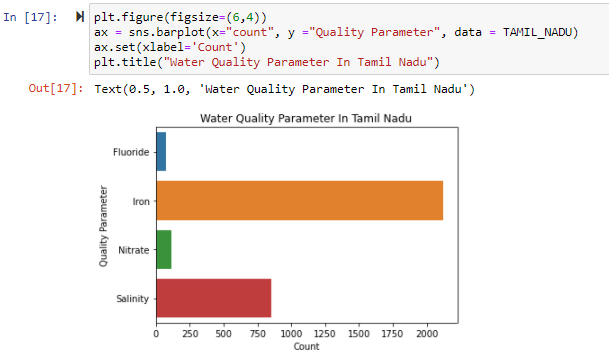 In [17]:
plt.figure(figsize=(6,4))
ax = sns.barplot(x="count", y ="Quality Parameter", data = TAMIL_NADU)
ax.set(xlabel='Count')
plt.title("Water Quality Parameter In Tamil Nadu")
Out[17]: Text(0.5, 1.0, 'Water Quality Parameter In Tamil Nadu')
Water Quality Parameter In Tamil Nadu
Quality Parameter
Fluoride
Iron
Nitrate
Salinity
0 250 500 750 1000 1250 1500 1750 2000
Count